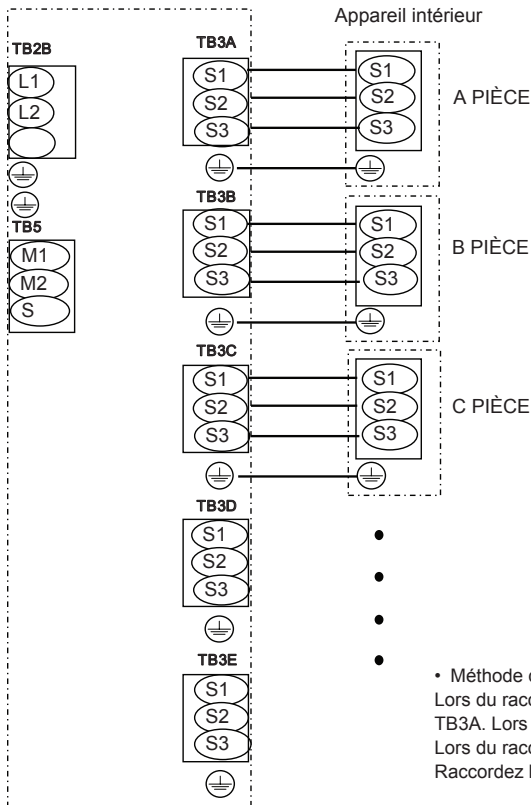 Appareil intérieur
TB2B
L1
L2
TB5
M1
M2
S
TB3A
S1
S2
S3
S1
S2
S3
A PIÈCE
TB3B
S1
S2
S3
S1
S2
S3
B PIÈCE
TB3C
S1
S2
S3
S1
S2
S3
C PIÈCE
TB3D
S1
S2
S3
TB3E
S1
S2
S3
• Méthode
Lors du
TB3A. Lors
Lors du
Raccordez